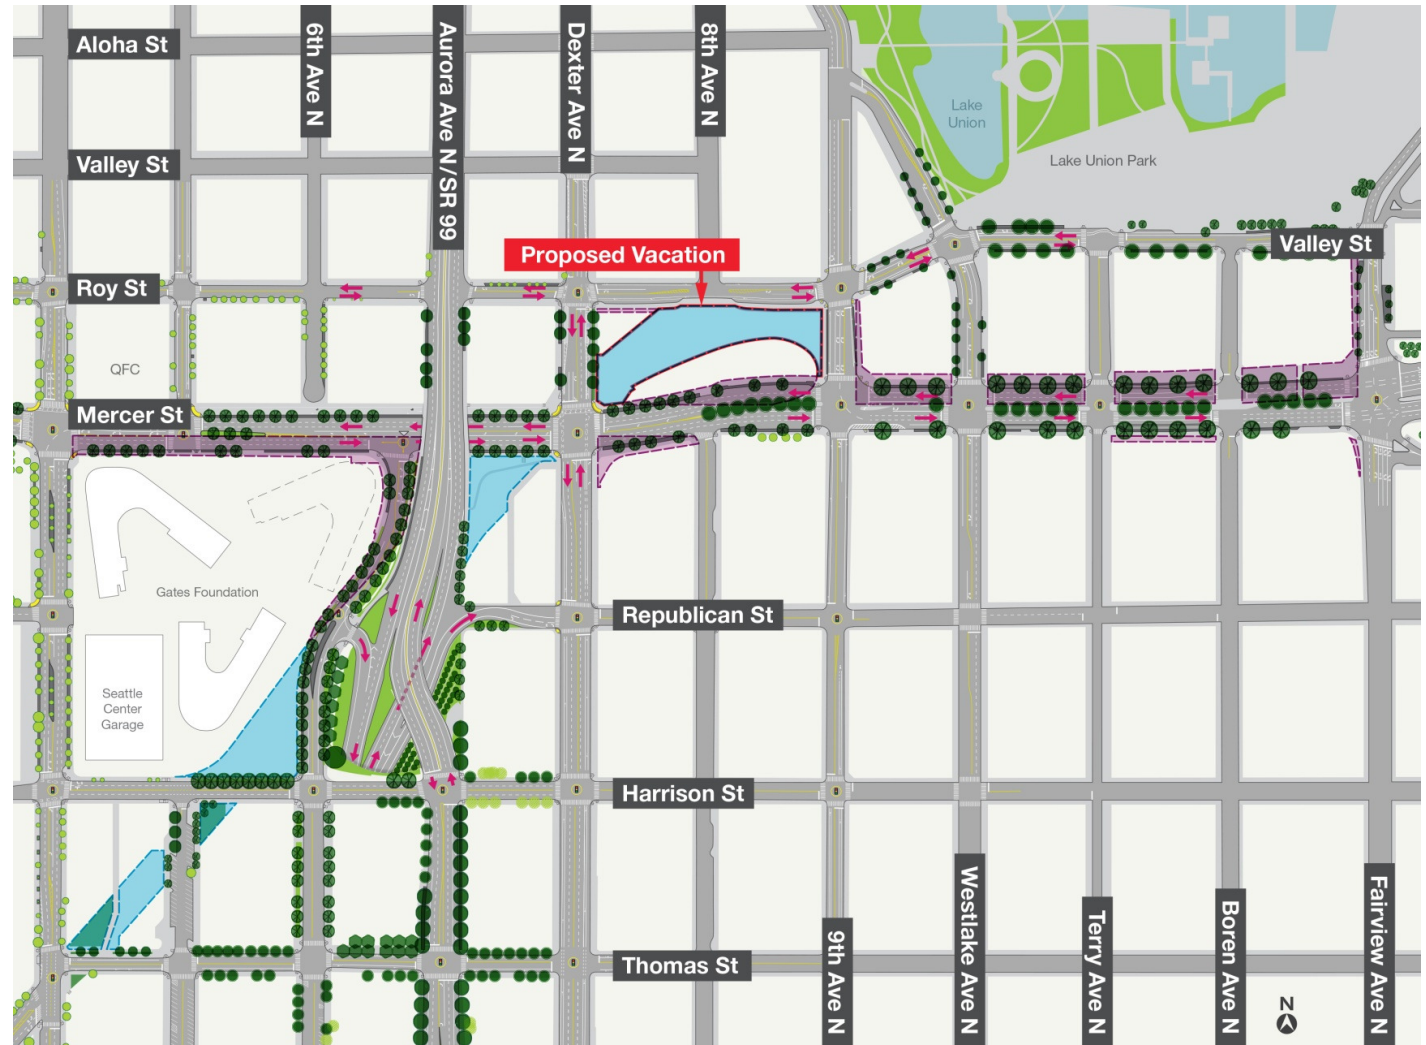 Aloha St
6th Ave N
Aurora Ave N/SR 99
Dexter Ave N
8th Ave N
Lake
Union
Lake Union Park
Valley St
Proposed Vacation
Valley St
Roy St
QFC
Mercer St
Gates Foundation
Republican St
Seattle
Center
Garage
Harrison St
Thomas St
9th Ave N
Westlake Ave N
Terry Ave N
Boren Ave N
Fairview Ave N
N